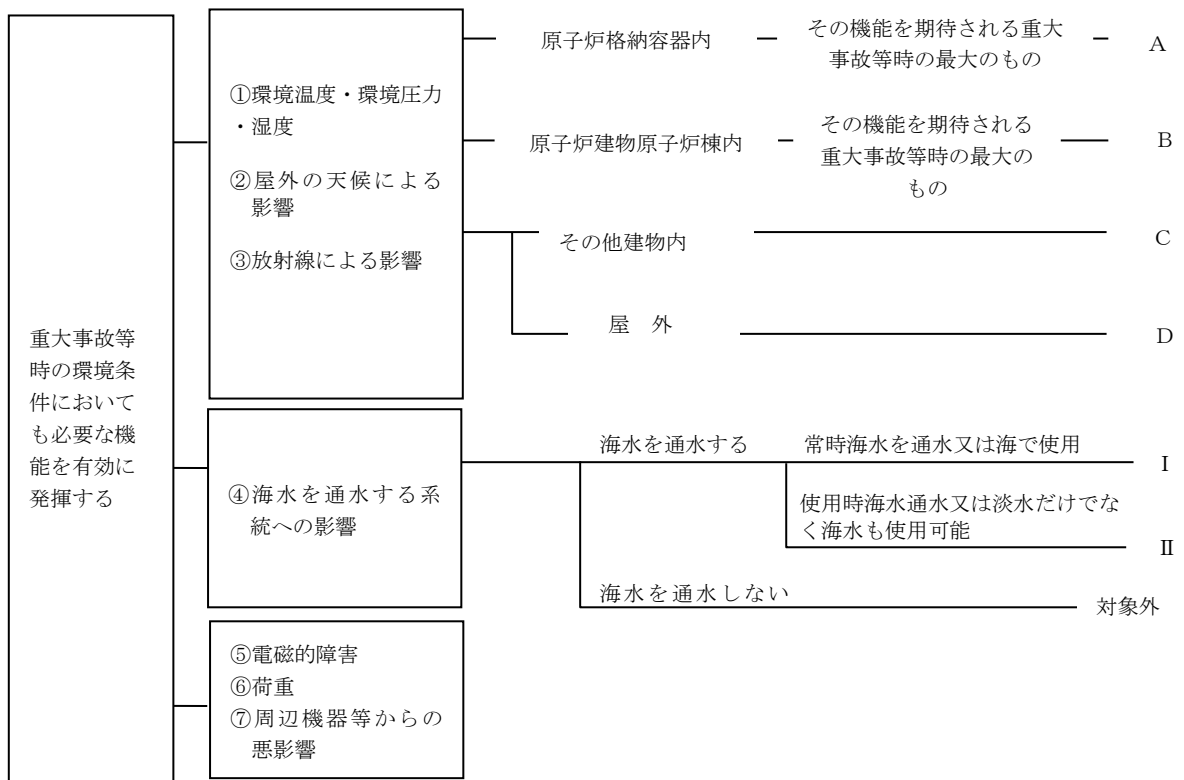 重大事故等
時の環境条
件において
も必要な機
能を有効に
発揮する
①環境温度・環境圧力
・湿度
②屋外の天候による
影響
③放射線による影響
原子炉格納容器内
その機能を期待される重大
事故等時の最大のもの
A
原子炉建物原子炉棟内
その機能を期待される
重大事故等時の最大の
もの
B
その他建物内
C
屋 外
D
④海水を通水する系
統への影響
海水を通水する
常時海水を通水又は海で使用
Ⅰ
使用時海水通水又は淡水だけでな
く海水も使用可能
Ⅱ
海水を通水しない
対象外
⑤電磁的障害
⑥荷重
⑦周辺機器等からの
悪影響